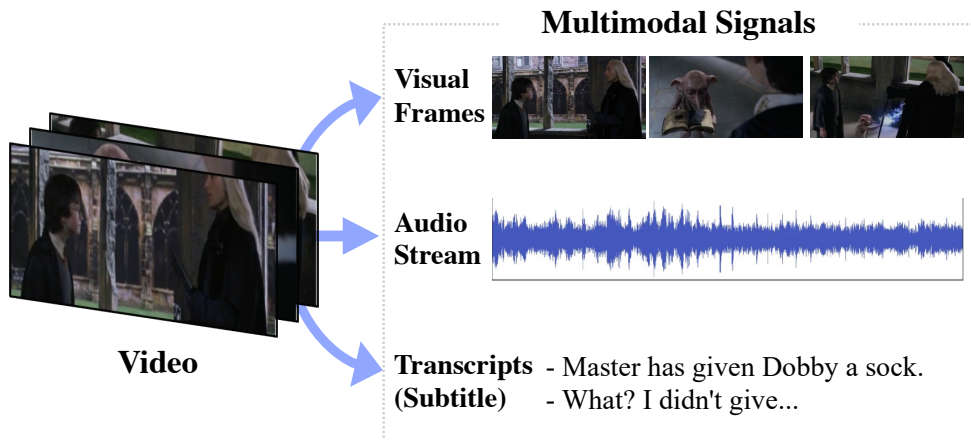 Multimodal Signals
Visual
Frames
Audio
Stream
Video
Transcripts - Master has given Dobby a sock.
(Subtitle) - What? I didn't give...